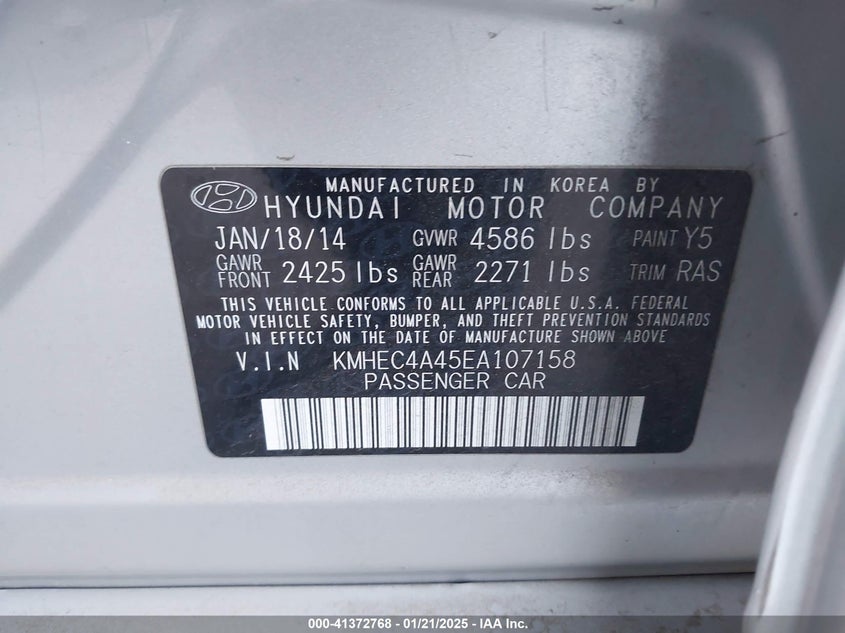 MANUFACTURED IN KOREA BY
HYUNDAI MOTOR COMPANY
JAN/18/14 GVWR 4586 lbs PAINT Y5
GAWR FRONT 2425 lbs GAWR REAR 2271 lbs TRIM RAS
THIS VEHICLE CONFORMS TO ALL APPLICABLE U.S.A. FEDERAL
MOTOR VEHICLE SAFETY, BUMPER, AND THEFT PREVENTION STANDARDS
IN EFFECT ON THE DATE OF MANUFACTURE SHOWN ABOVE
V.I.N KMHEC4A45EA107158
PASSENGER CAR
000-41372768 - 01/21/2025 - IAA Inc.